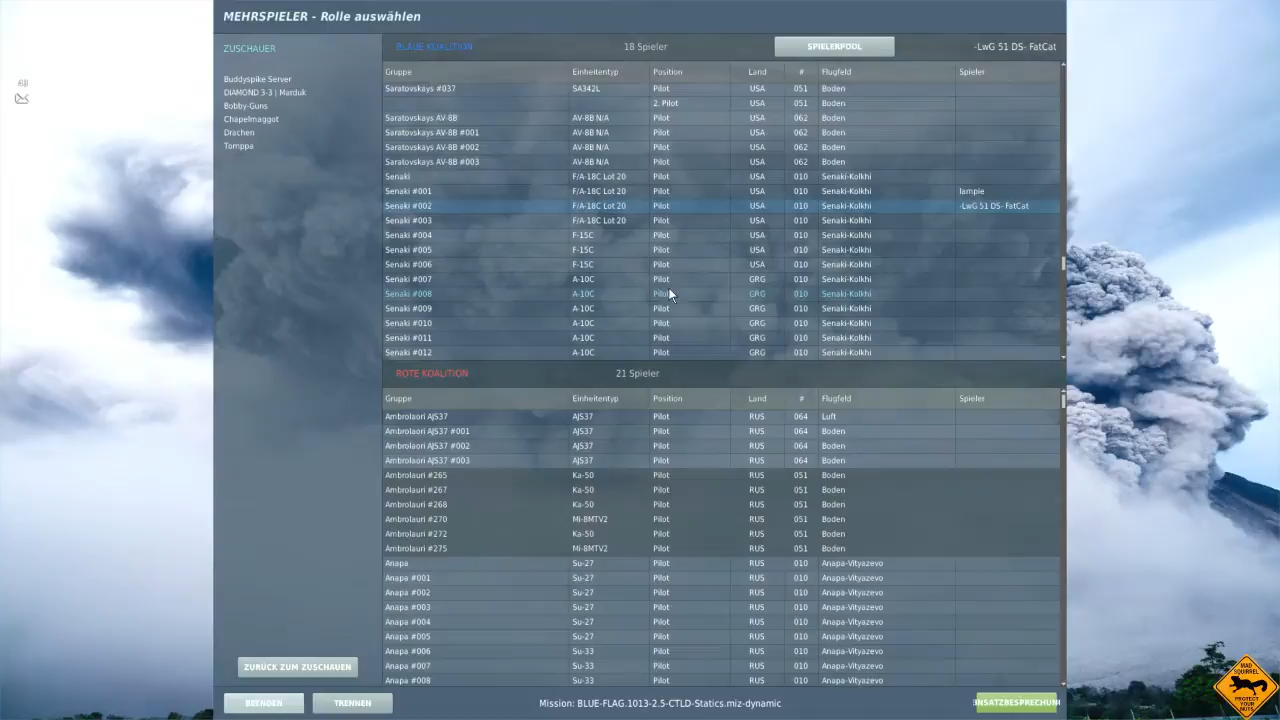 MEHRSPIELER - Rolle auswählen
ZUSCHAUER
Buddyspike Server
DIAMOND 3-3 | Marduk
Bobby-Guns
Chapelmaggot
Drachen
Tomppa
All
BLAUE KOALITION 18 Spieler SPIELERPOOL -LwG 51 DS- FatCat
Gruppe Einheitentyp Position Land # Flugfeld Spieler
Saratovskays #037 SA342L Pilot USA 051 Boden
2. Pilot USA 051 Boden
Saratovskays AV-8B AV-8B N/A Pilot USA 062 Boden
Saratovskays AV-8B #001 AV-8B N/A Pilot USA 062 Boden
Saratovskays AV-8B #002 AV-8B N/A Pilot USA 062 Boden
Saratovskays AV-8B #003 AV-8B N/A Pilot USA 062 Boden
Senaki F/A-18C Lot 20 Pilot USA 010 Senaki-Kolkhi
Senaki #001 F/A-18C Lot 20 Pilot USA 010 Senaki-Kolkhi lampie
Senaki #002 F/A-18C Lot 20 Pilot USA 010 Senaki-Kolkhi -LwG 51 DS- FatCat
Senaki #003 F/A-18C Lot 20 Pilot USA 010 Senaki-Kolkhi
Senaki #004 F-15C Pilot USA 010 Senaki-Kolkhi
Senaki #005 F-15C Pilot USA 010 Senaki-Kolkhi
Senaki #006 F-15C Pilot USA 010 Senaki-Kolkhi
Senaki #007 A-10C Pilot GRG 010 Senaki-Kolkhi
Senaki #008 A-10C Pilot GRG 010 Senaki-Kolkhi
Senaki #009 A-10C Pilot GRG 010 Senaki-Kolkhi
Senaki #010 A-10C Pilot GRG 010 Senaki-Kolkhi
Senaki #011 A-10C Pilot GRG 010 Senaki-Kolkhi
Senaki #012 A-10C Pilot GRG 010 Senaki-Kolkhi
ROTE KOALITION 21 Spieler
Gruppe Einheitentyp Position Land # Flugfeld Spieler
Ambrolaori AJS37 AJS37 Pilot RUS 064 Luft
Ambrolaori AJS37 #001 AJS37 Pilot RUS 064 Boden
Ambrolaori AJS37 #002 AJS37 Pilot RUS 064 Boden
Ambrolaori AJS37 #003 AJS37 Pilot RUS 064 Boden
Ambrolauri #265 Ka-50 Pilot RUS 051 Boden
Ambrolauri #267 Ka-50 Pilot RUS 051 Boden
Ambrolauri #268 Ka-50 Pilot RUS 051 Boden
Ambrolauri #270 Mi-8MTV2 Pilot RUS 051 Boden
Ambrolauri #272 Ka-50 Pilot RUS 051 Boden
Ambrolauri #275 Mi-8MTV2 Pilot RUS 051 Boden
Anapa Su-27 Pilot RUS 010 Anapa-Vityazevo
Anapa #001 Su-27 Pilot RUS 010 Anapa-Vityazevo
Anapa #002 Su-27 Pilot RUS 010 Anapa-Vityazevo
Anapa #003 Su-27 Pilot RUS 010 Anapa-Vityazevo
Anapa #004 Su-27 Pilot RUS 010 Anapa-Vityazevo
Anapa #005 Su-27 Pilot RUS 010 Anapa-Vityazevo
Anapa #006 Su-33 Pilot RUS 010 Anapa-Vityazevo
Anapa #007 Su-33 Pilot RUS 010 Anapa-Vityazevo
Anapa #008 Su-33 Pilot RUS 010 Anapa-Vityazevo
ZURÜCK ZUM ZUSCHAUEN
BEENDEN TRENNEN Mission: BLUE-FLAG.1013-2.5-CTLD-Statics.miz-dynamic INSATZBESPRECHUN
MAD
SQUIRREL
PROTECT
YOUR
NUTS